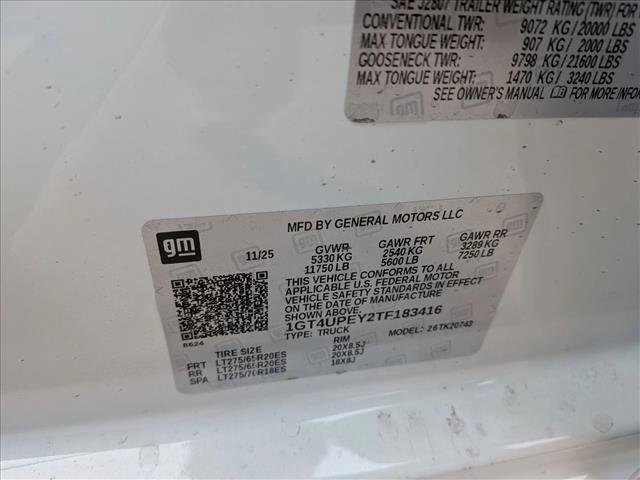 SAE J2807 TRAILER WEIGHT RATING (TWR) FOR
CONVENTIONAL TWR: 9072 KG/20000 LBS
MAX TONGUE WEIGHT: 907 KG/ 2000 LBS
GOOSENECK TWR: 9798 KG/21600 LBS
MAX TONGUE WEIGHT: 1470 KG/ 3240 LBS
SEE OWNER'S MANUAL FOR MORE INFOR
gm
MFD BY GENERAL MOTORS LLC
11/25 GVWR GAWR FRT GAWR RR
5330 KG 2540 KG 3289 KG
11750 LB 5600 LB 7250 LB
THIS VEHICLE CONFORMS TO ALL
APPLICABLE U.S. FEDERAL MOTOR
VEHICLE SAFETY STANDARDS IN EFFECT
ON THE DATE OF MANUFACTURE SHOWN ABOVE.
1GT4UPEY2TF183416
8624 TYPE: TRUCK MODEL: 26TK20743
TIRE SIZE RIM
FRT LT275/65R20ES 20X8.5J
RR LT275/65R20ES 20X8.5J
SPA LT275/70R18ES 18X8J